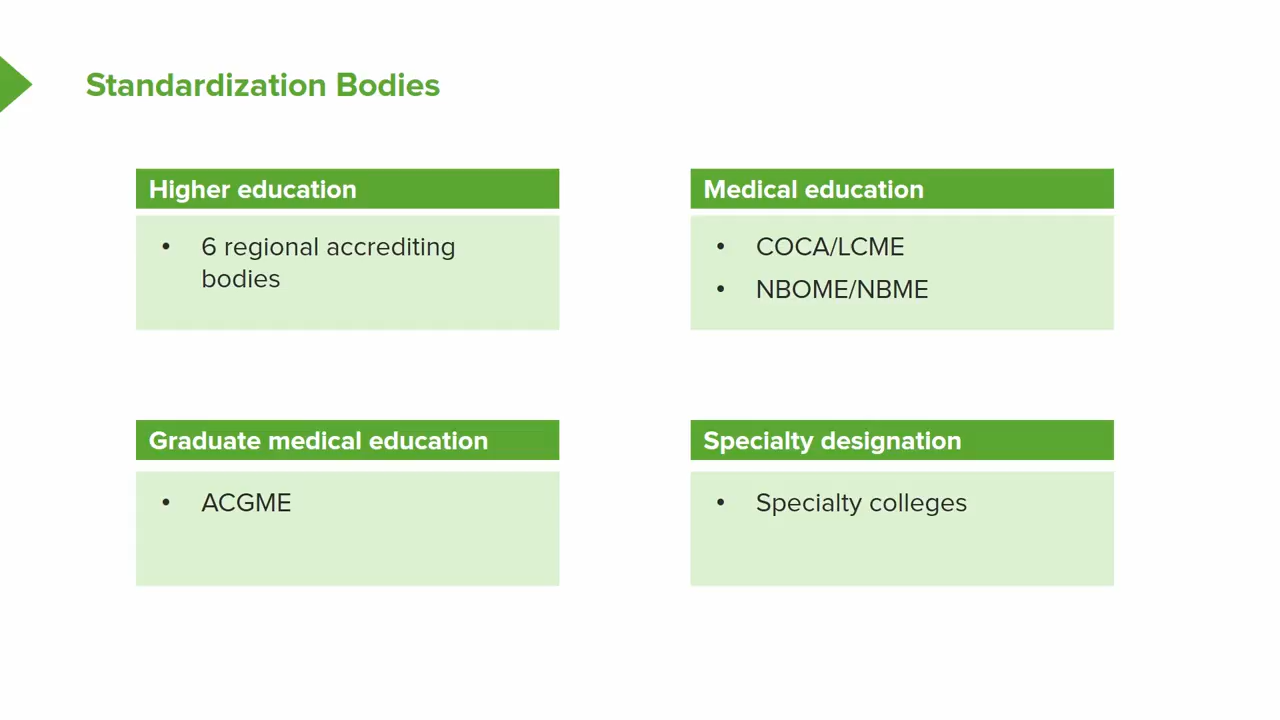 Standardization Bodies
Higher education
• 6 regional accrediting
bodies
Medical education
• COCA/LCME
• NBOME/NBME
Graduate medical education
• ACGME
Specialty designation
• Specialty colleges